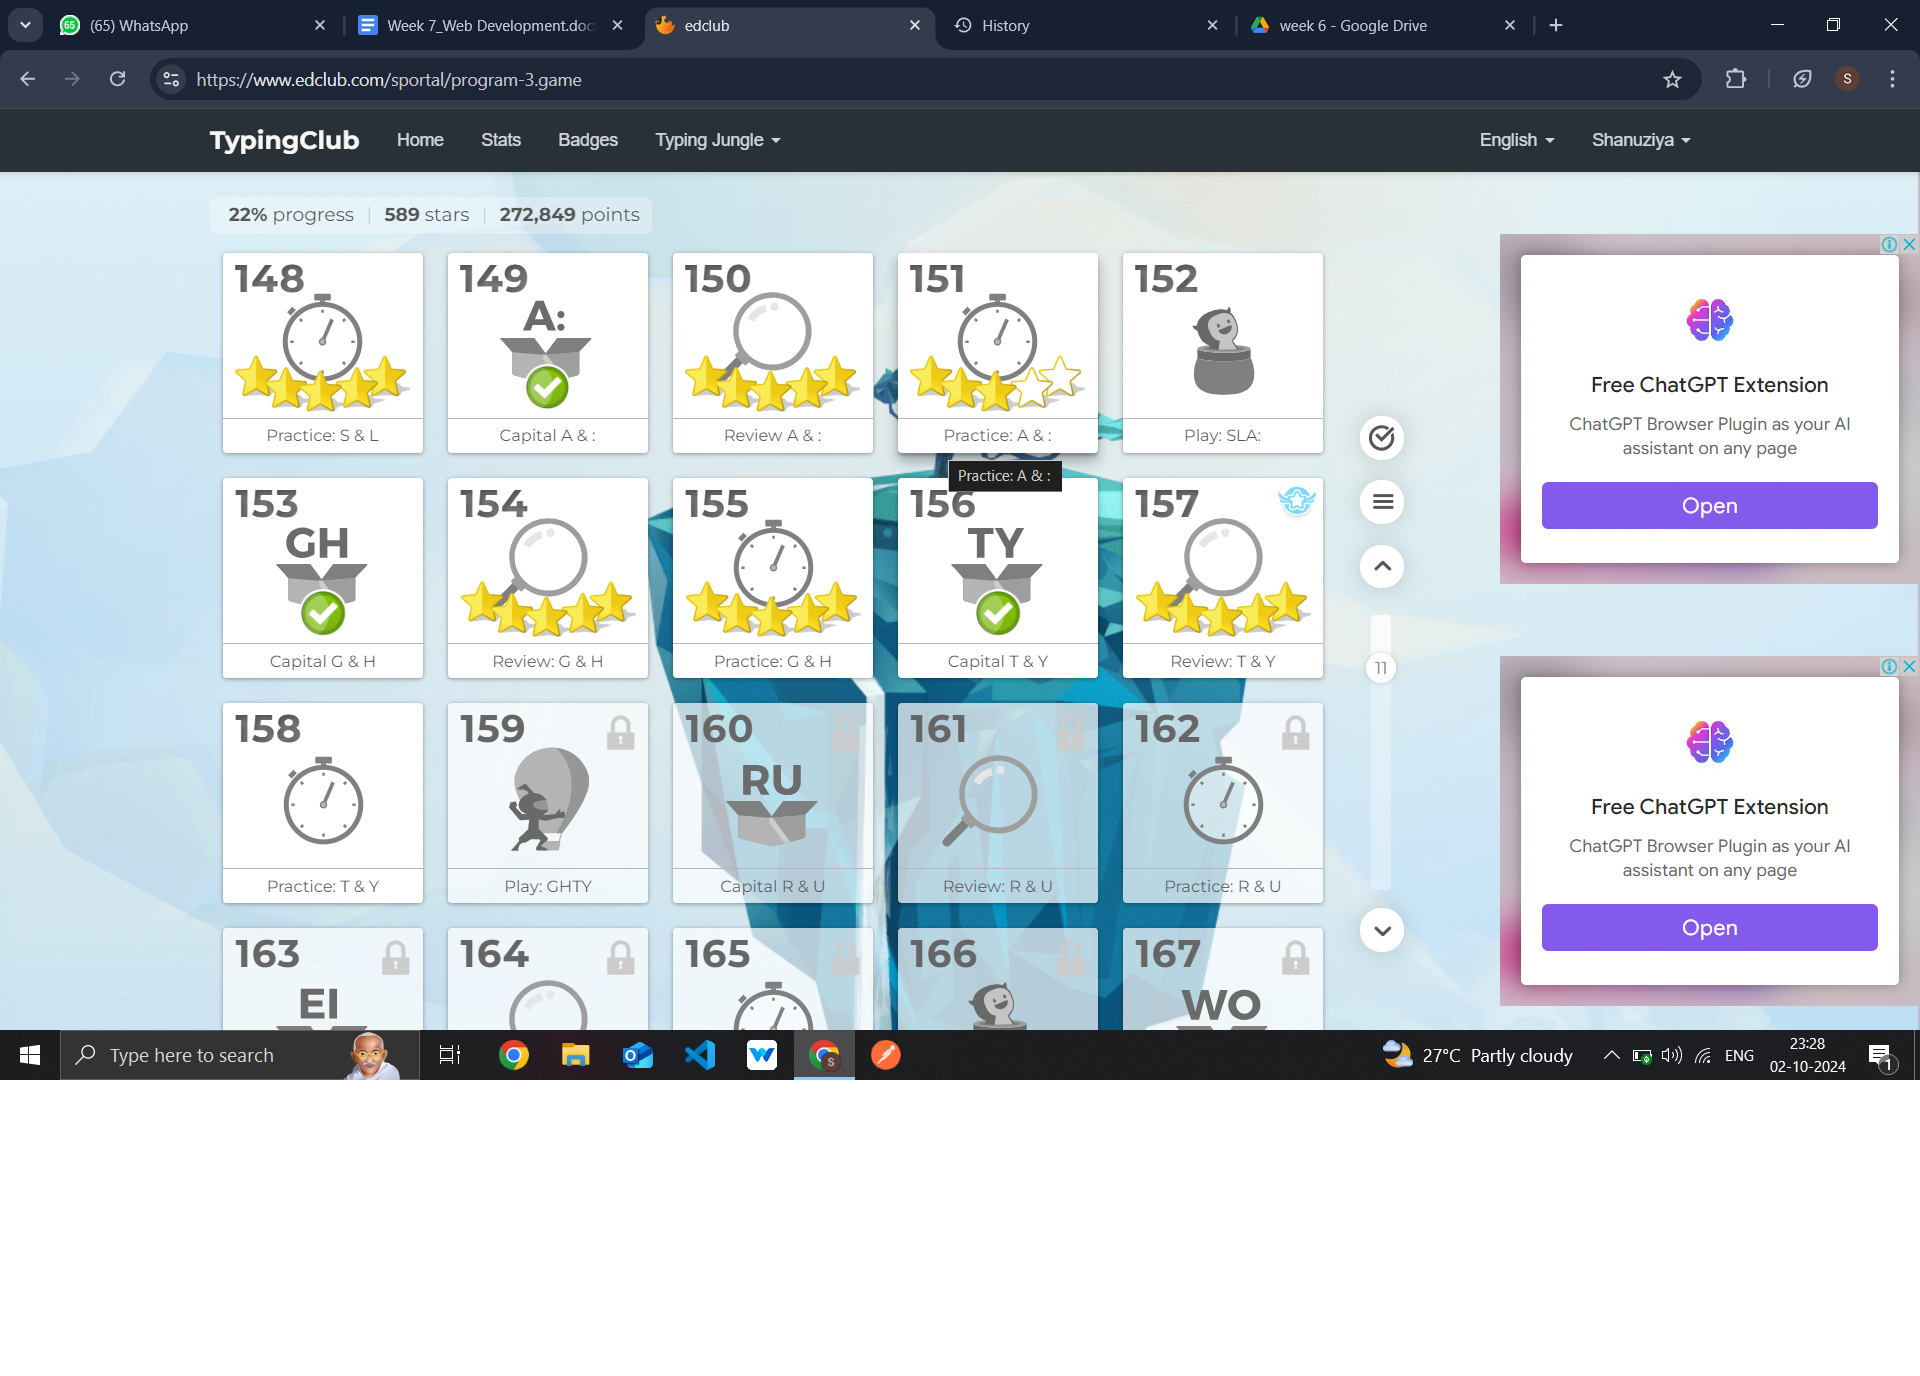 (65) WhatsApp
Week 7_Web Development.doc
edclub
History
week 6 - Google Drive
https://www.edclub.com/sportal/program-3.game
S
TypingClub
Home
Stats
Badges
Typing Jungle
English
Shanuziya
22% progress
589 stars
272,849 points
148
Practice: S & L
149
A:
Capital A & :
150
Review A & :
151
Practice: A & :
152
Play: SLA:
Practice: A & :
153
GH
Capital G & H
154
Review: G & H
155
Practice: G & H
156
TY
Capital T & Y
157
Review: T & Y
158
Practice: T & Y
159
Play: GHTY
160
RU
Capital R & U
161
Review: R & U
162
Practice: R & U
163
EI
164
165
166
167
WO
11
Free ChatGPT Extension
ChatGPT Browser Plugin as your AI
assistant on any page
Open
Free ChatGPT Extension
ChatGPT Browser Plugin as your AI
assistant on any page
Open
Type here to search
27°C Partly cloudy
ENG
23:28
02-10-2024
1